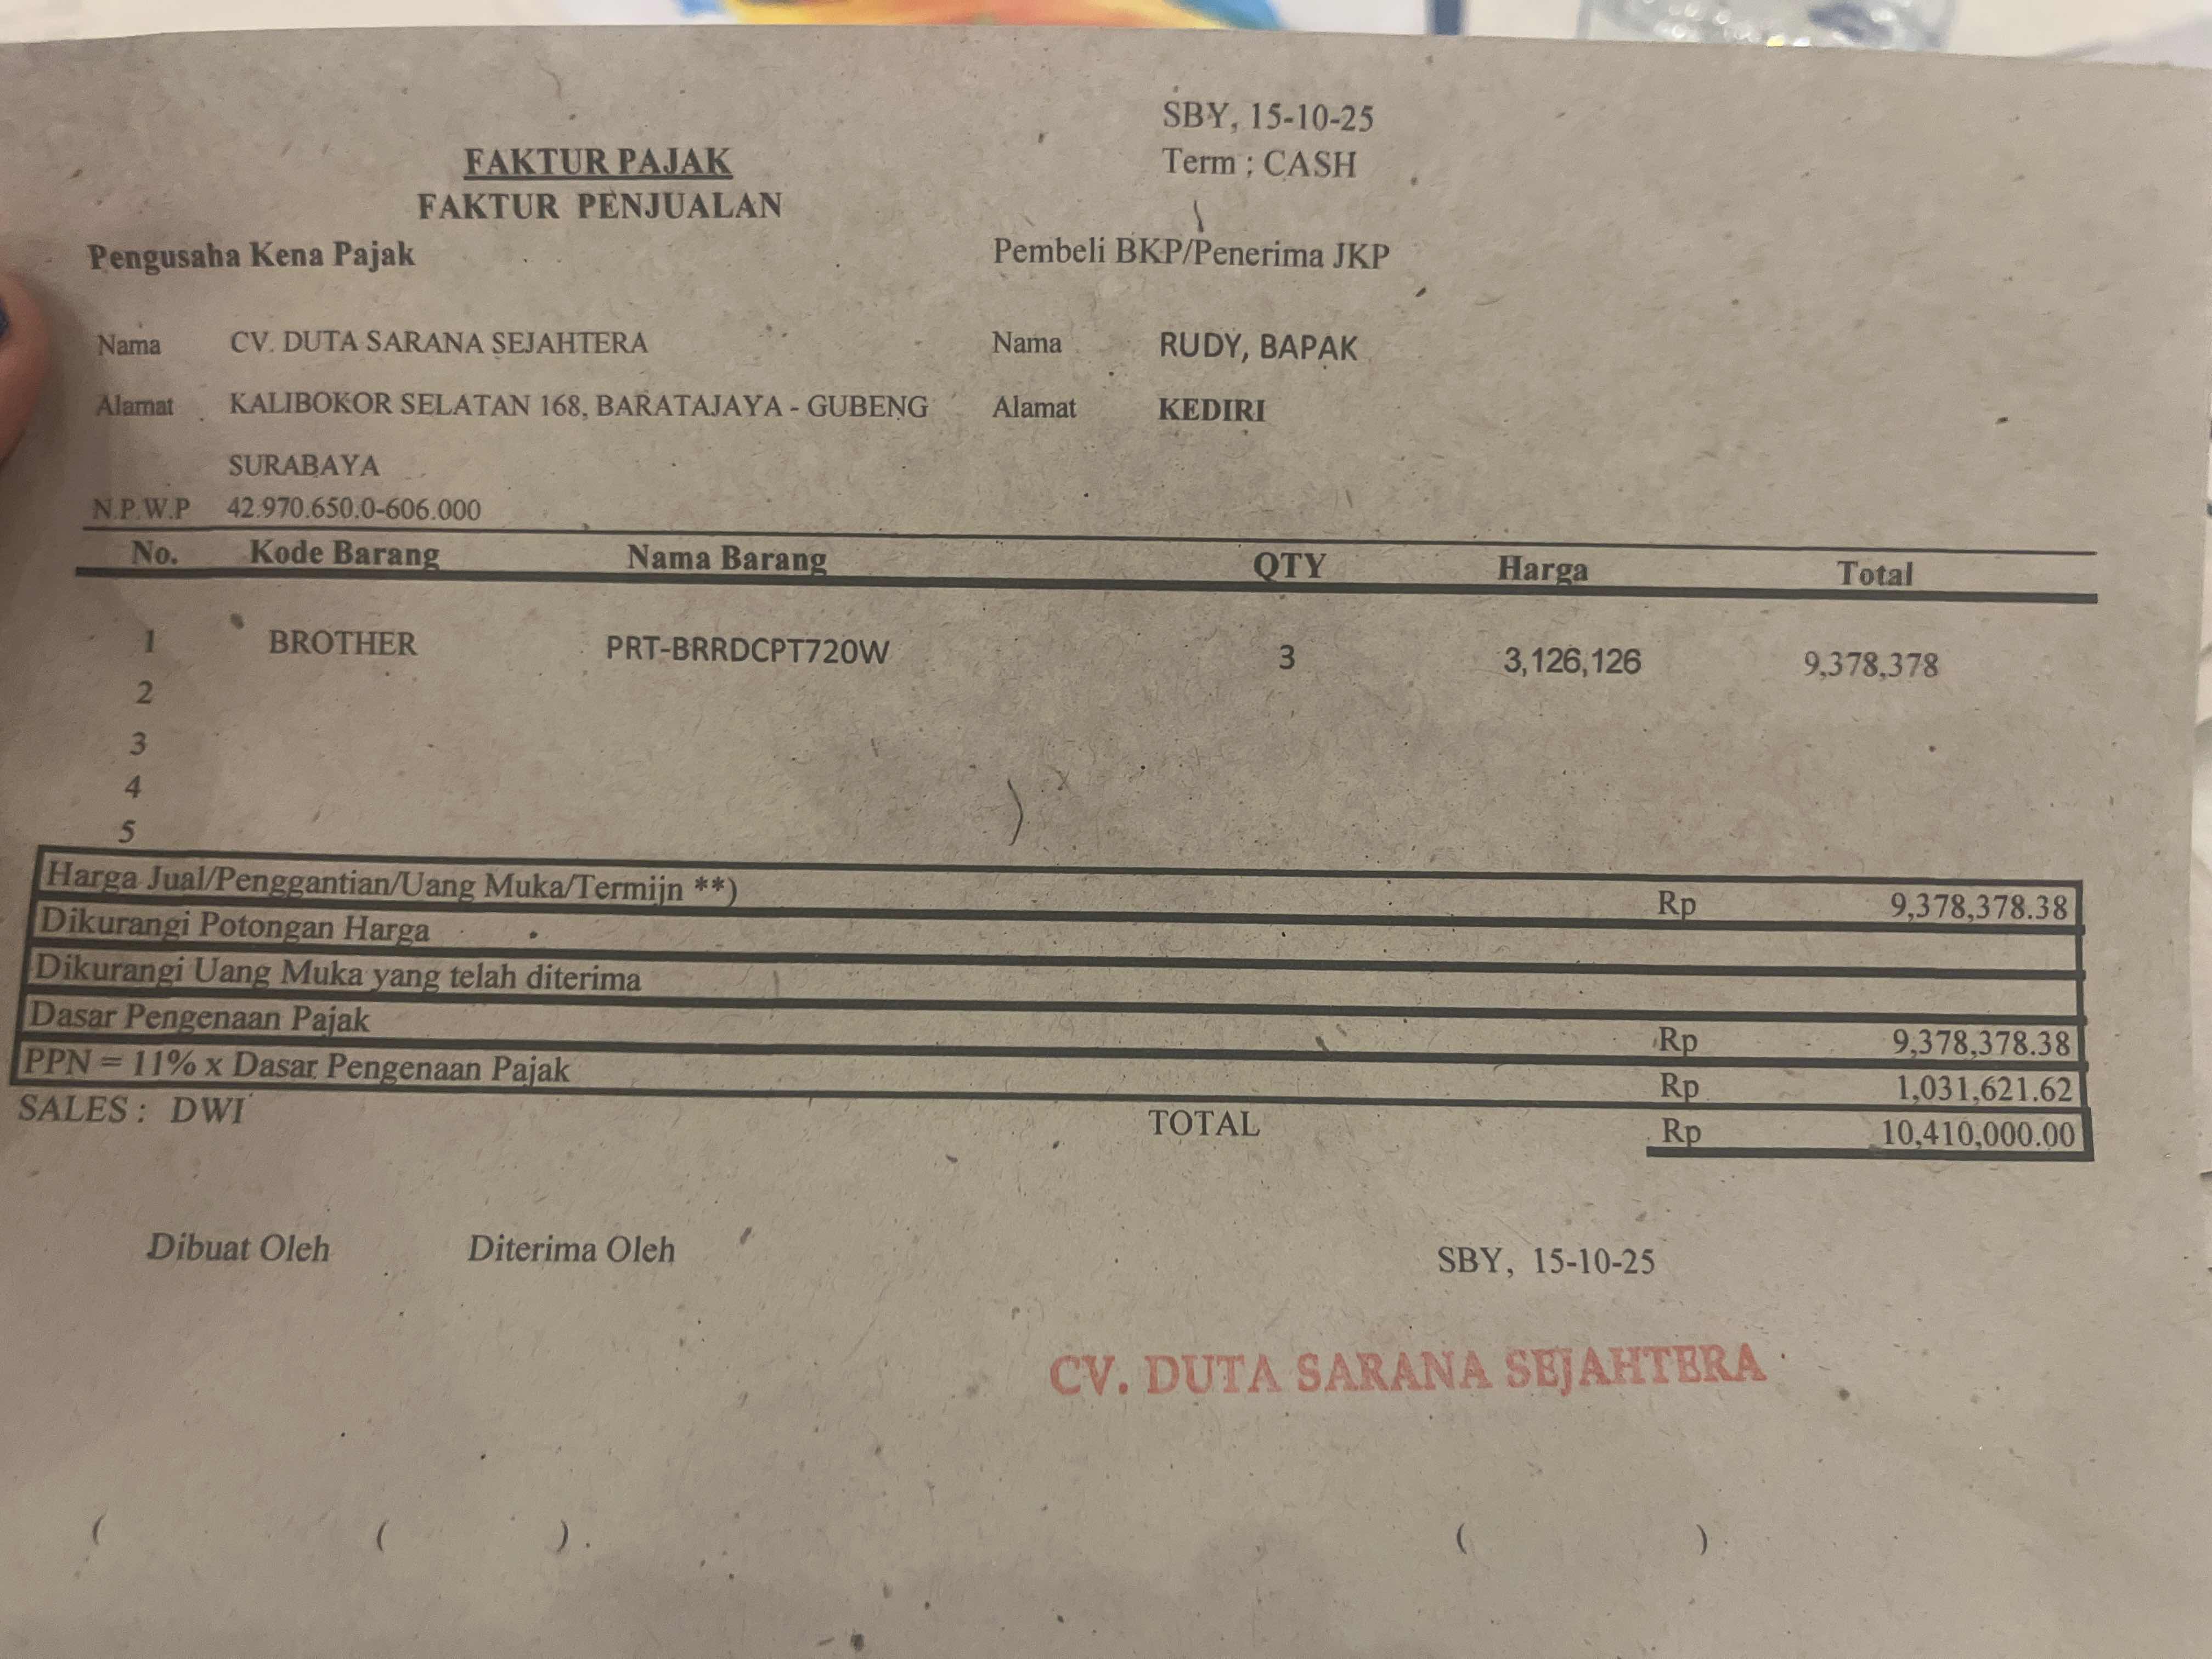 SBY, 15-10-25
FAKTUR PAJAK
Term ; CASH
FAKTUR PENJUALAN
Pengusaha Kena Pajak Pembeli BKP/Penerima JKP
Nama CV. DUTA SARANA SEJAHTERA Nama RUDY, BAPAK
Alamat KALIBOKOR SELATAN 168, BARATAJAYA - GUBENG Alamat KEDIRI
SURABAYA
N.P.W.P 42.970.650.0-606.000
No. Kode Barang Nama Barang QTY Harga Total
1 BROTHER PRT-BRRDCPT720W 3 3,126,126 9,378,378
2
3
4
5
Harga Jual/Penggantian/Uang Muka/Termijn **) Rp 9,378,378.38
Dikurangi Potongan Harga
Dikurangi Uang Muka yang telah diterima
Dasar Pengenaan Pajak Rp 9,378,378.38
PPN = 11% x Dasar Pengenaan Pajak Rp 1,031,621.62
SALES : DWI TOTAL Rp 10,410,000.00
Dibuat Oleh Diterima Oleh SBY, 15-10-25
CV. DUTA SARANA SEJAHTERA
( ( ) ( )